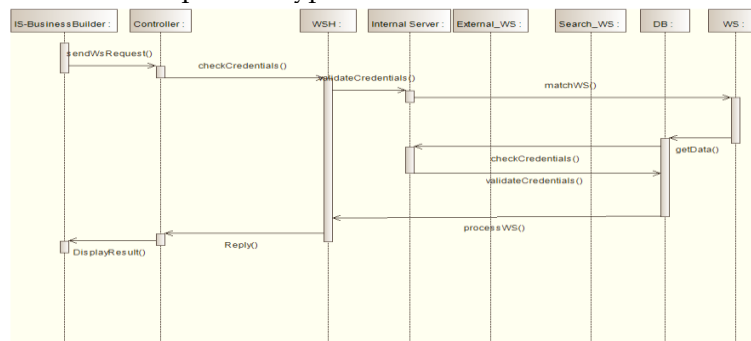 IS-BusinessBuilder :
Controller :
WSH :
Internal Server :
External_WS :
Search_WS :
DB :
WS :
sendWsRequest()
checkCredentials()
validateCredentials()
matchWS()
getData()
checkCredentials()
validateCredentials()
processWS()
Reply()
DisplayResult()